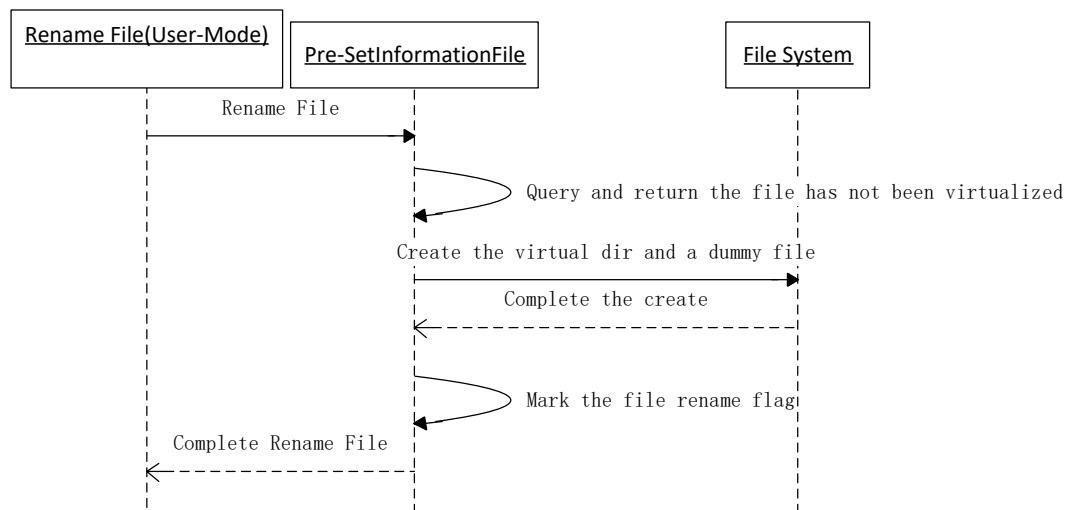 Rename File(User-Mode)
Pre-SetInformationFile
File System
Rename File
Query and return the file has not been virtualized
Create the virtual dir and a dummy file
Complete the create
Mark the file rename flag
Complete Rename File